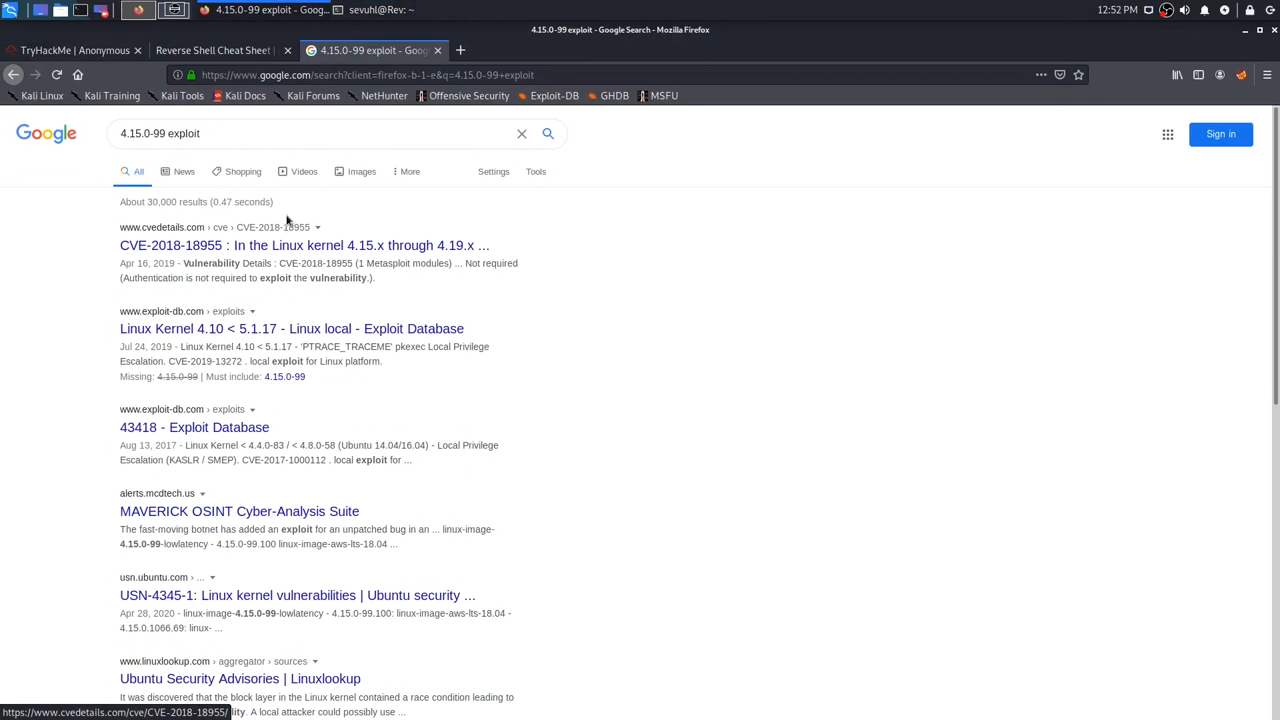 4.15.0-99 exploit - Goog...
sevuhl@Rev: ~
12:52 PM
4.15.0-99 exploit - Google Search - Mozilla Firefox
TryHackMe | Anonymous
Reverse Shell Cheat Sheet
4.15.0-99 exploit - Goog
https://www.google.com/search?client=firefox-b-1-e&q=4.15.0-99+exploit
Kali Linux
Kali Training
Kali Tools
Kali Docs
Kali Forums
NetHunter
Offensive Security
Exploit-DB
GHDB
MSFU
Google
4.15.0-99 exploit
Sign in
All
News
Shopping
Videos
Images
More
Settings
Tools
About 30,000 results (0.47 seconds)
www.cvedetails.com › cve › CVE-2018-18955
CVE-2018-18955 : In the Linux kernel 4.15.x through 4.19.x ...
Apr 16, 2019 - Vulnerability Details : CVE-2018-18955 (1 Metasploit modules) ... Not required
(Authentication is not required to exploit the vulnerability.).
www.exploit-db.com › exploits
Linux Kernel 4.10 < 5.1.17 - Linux local - Exploit Database
Jul 24, 2019 - Linux Kernel 4.10 < 5.1.17 - 'PTRACE_TRACEME' pkexec Local Privilege
Escalation. CVE-2019-13272 . local exploit for Linux platform.
Missing: 4.15.0-99 | Must include: 4.15.0-99
www.exploit-db.com › exploits
43418 - Exploit Database
Aug 13, 2017 - Linux Kernel < 4.4.0-83 / < 4.8.0-58 (Ubuntu 14.04/16.04) - Local Privilege
Escalation (KASLR / SMEP). CVE-2017-1000112 . local exploit for ...
alerts.mcdtech.us
MAVERICK OSINT Cyber-Analysis Suite
The fast-moving botnet has added an exploit for an unpatched bug in an ... linux-image-
4.15.0-99-lowlatency - 4.15.0-99.100 linux-image-aws-lts-18.04 ...
usn.ubuntu.com › ...
USN-4345-1: Linux kernel vulnerabilities | Ubuntu security ...
Apr 28, 2020 - linux-image-4.15.0-99-lowlatency - 4.15.0-99.100: linux-image-aws-lts-18.04 -
4.15.0.1066.69: linux- ...
www.linuxlookup.com › aggregator › sources
Ubuntu Security Advisories | Linuxlookup
It was discovered that the block layer in the Linux kernel contained a race condition leading to
A local attacker could possibly use ...
https://www.cvedetails.com/cve/CVE-2018-18955/